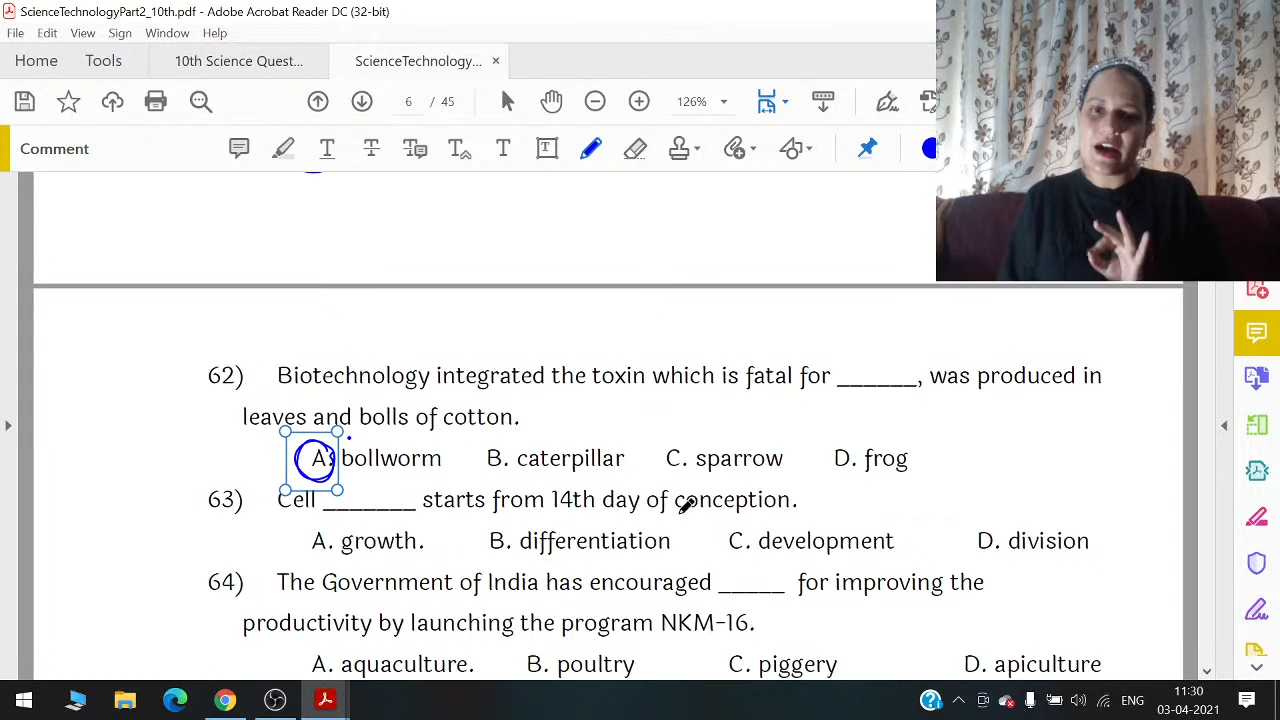 ScienceTechnologyPart2_10th.pdf - Adobe Acrobat Reader DC (32-bit)
File Edit View Sign Window Help
Home Tools 10th Science Quest... ScienceTechnology... ×
6 / 45 126%
Comment
62) Biotechnology integrated the toxin which is fatal for ______, was produced in
leaves and bolls of cotton.
A. bollworm B. caterpillar C. sparrow D. frog
63) Cell _______ starts from 14th day of conception.
A. growth. B. differentiation C. development D. division
64) The Government of India has encouraged _____ for improving the
productivity by launching the program NKM-16.
A. aquaculture. B. poultry C. piggery D. apiculture
ENG
11:30
03-04-2021